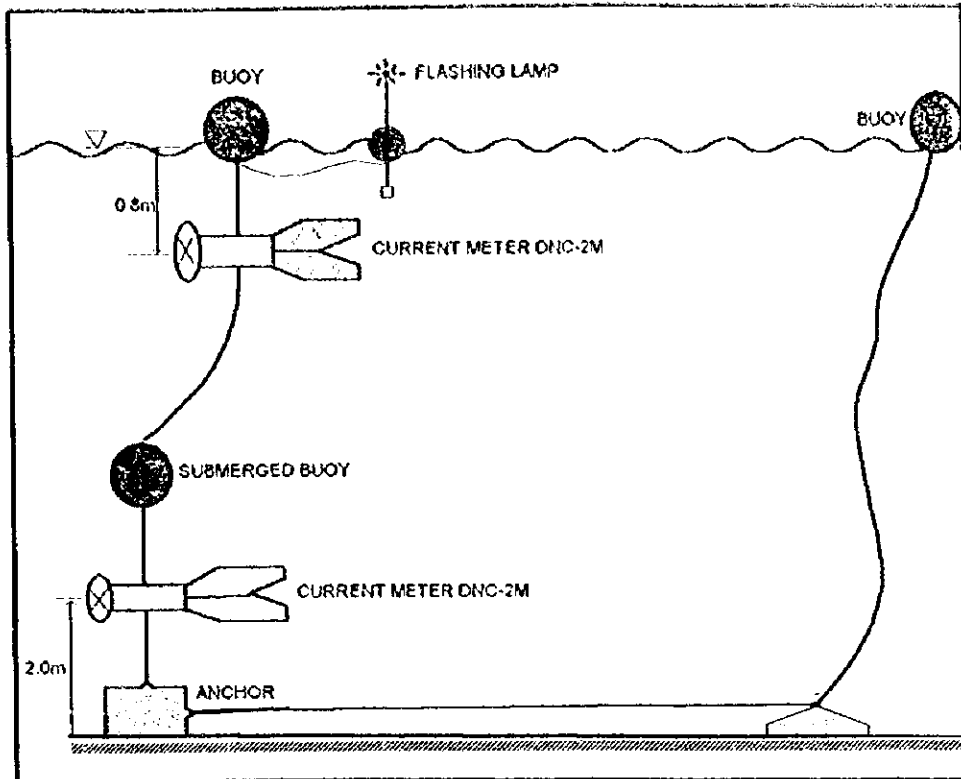 FLASHING LAMP
BUOY
BUOY
0.8m
CURRENT METER DNC-2M
SUBMERGED BUOY
CURRENT METER DNC-2M
2.0m
ANCHOR